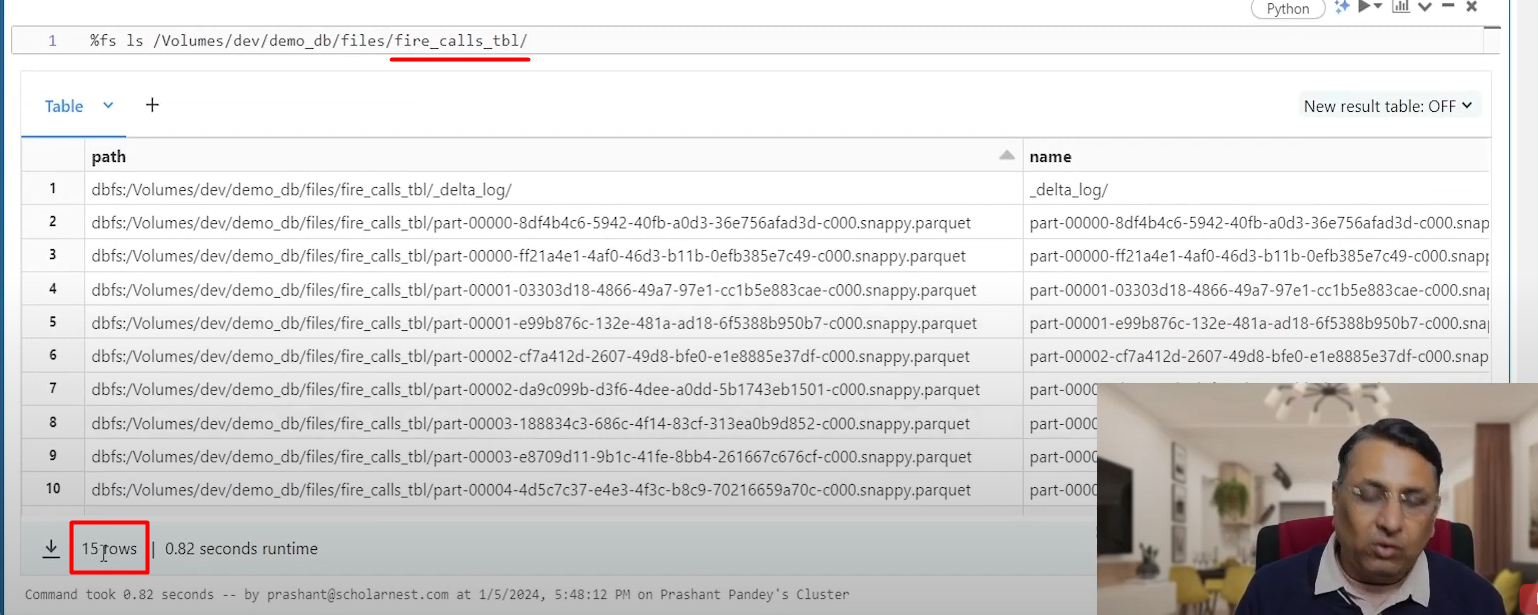 Python
1 %fs ls /Volumes/dev/demo_db/files/fire_calls_tbl/
Table
New result table: OFF
path name
1 dbfs:/Volumes/dev/demo_db/files/fire_calls_tbl/_delta_log/ _delta_log/
2 dbfs:/Volumes/dev/demo_db/files/fire_calls_tbl/part-00000-8df4b4c6-5942-40fb-a0d3-36e756afad3d-c000.snappy.parquet part-00000-8df4b4c6-5942-40fb-a0d3-36e756afad3d-c000.snap
3 dbfs:/Volumes/dev/demo_db/files/fire_calls_tbl/part-00000-ff21a4e1-4af0-46d3-b11b-0efb385e7c49-c000.snappy.parquet part-00000-ff21a4e1-4af0-46d3-b11b-0efb385e7c49-c000.snapp
4 dbfs:/Volumes/dev/demo_db/files/fire_calls_tbl/part-00001-03303d18-4866-49a7-97e1-cc1b5e883cae-c000.snappy.parquet part-00001-03303d18-4866-49a7-97e1-cc1b5e883cae-c000.sna
5 dbfs:/Volumes/dev/demo_db/files/fire_calls_tbl/part-00001-e99b876c-132e-481a-ad18-6f5388b950b7-c000.snappy.parquet part-00001-e99b876c-132e-481a-ad18-6f5388b950b7-c000.snap
6 dbfs:/Volumes/dev/demo_db/files/fire_calls_tbl/part-00002-cf7a412d-2607-49d8-bfe0-e1e8885e37df-c000.snappy.parquet part-00002-cf7a412d-2607-49d8-bfe0-e1e8885e37df-c000.snap
7 dbfs:/Volumes/dev/demo_db/files/fire_calls_tbl/part-00002-da9c099b-d3f6-4dee-a0dd-5b1743eb1501-c000.snappy.parquet part-0000
8 dbfs:/Volumes/dev/demo_db/files/fire_calls_tbl/part-00003-188834c3-686c-4f14-83cf-313ea0b9d852-c000.snappy.parquet part-0000
9 dbfs:/Volumes/dev/demo_db/files/fire_calls_tbl/part-00003-e8709d11-9b1c-41fe-8bb4-261667c676cf-c000.snappy.parquet part-0000
10 dbfs:/Volumes/dev/demo_db/files/fire_calls_tbl/part-00004-4d5c7c37-e4e3-4f3c-b8c9-70216659a70c-c000.snappy.parquet part-0000
15 rows | 0.82 seconds runtime
Command took 0.82 seconds -- by prashant@scholarnest.com at 1/5/2024, 5:48:12 PM on Prashant Pandey's Cluster